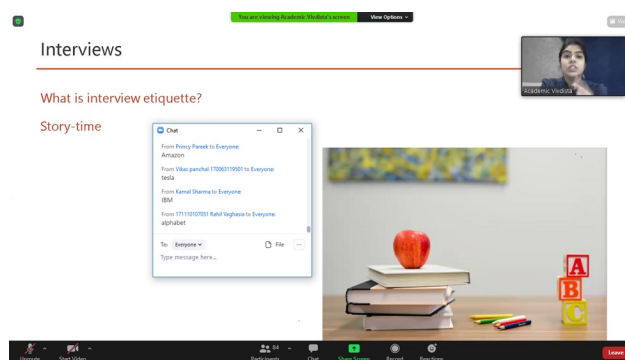 You are viewing Academic Vivdista's screen
View Options
View
Interviews
Academic Vivdista
What is interview etiquette?
Story-time
Chat
From Princy Pareek to Everyone:
Amazon
From Vikas panchal 170063119501 to Everyone:
tesla
From Kamal Sharma to Everyone:
IBM
From 171110107051 Rahil Vaghasia to Everyone:
alphabet
To: Everyone
File
Type message here...
A
B
C
Unmute
Start Video
84
Participants
Chat
Share Screen
Record
Reactions
Leave